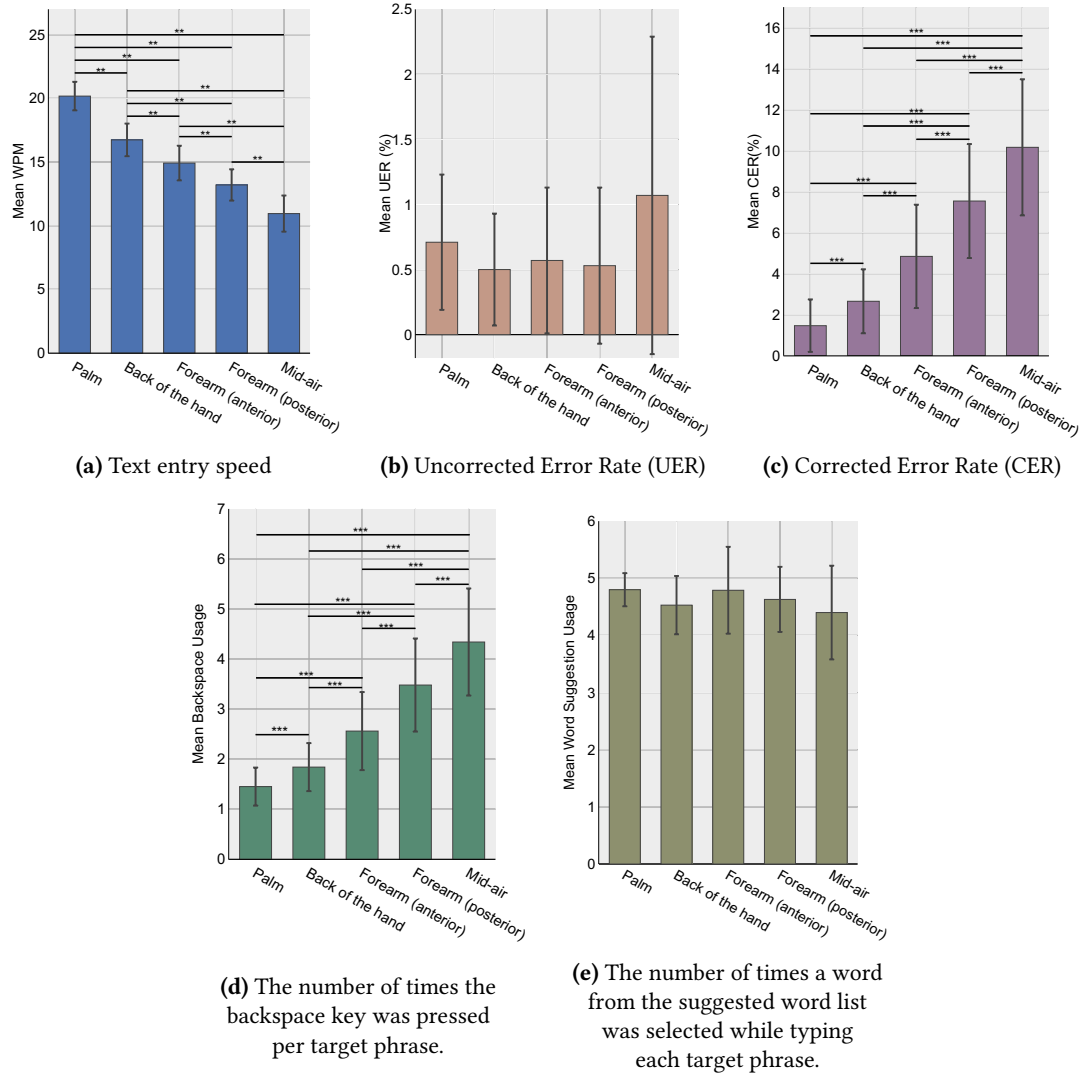 25
20
15
10
5
0
Mean WPM
**
**
**
**
**
**
**
**
**
**
Palm
Back of the hand
Forearm (anterior)
Forearm (posterior)
Mid-air
(a) Text entry speed
2.5
2
1.5
1
0.5
0
Mean UER (%)
Palm
Back of the hand
Forearm (anterior)
Forearm (posterior)
Mid-air
(b) Uncorrected Error Rate (UER)
16
14
12
10
8
6
4
2
0
Mean CER(%)
***
***
***
***
***
***
***
***
***
***
Palm
Back of the hand
Forearm (anterior)
Forearm (posterior)
Mid-air
(c) Corrected Error Rate (CER)
7
6
5
4
3
2
1
0
Mean Backspace Usage
***
***
***
***
***
***
***
***
***
***
Palm
Back of the hand
Forearm (anterior)
Forearm (posterior)
Mid-air
(d) The number of times the
backspace key was pressed
per target phrase.
6
5
4
3
2
1
0
Mean Word Suggestion Usage
Palm
Back of the hand
Forearm (anterior)
Forearm (posterior)
Mid-air
(e) The number of times a word
from the suggested word list
was selected while typing
each target phrase.